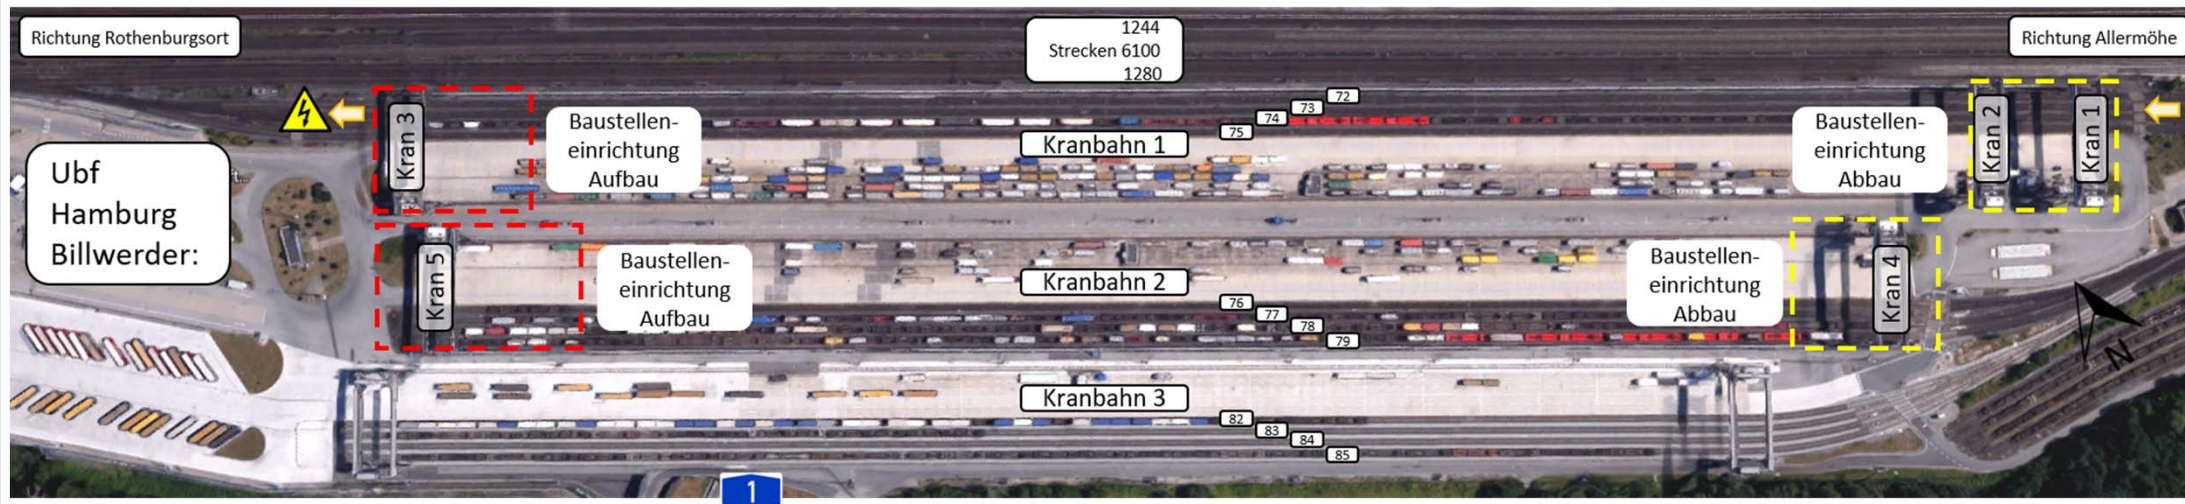 Richtung Rothenburgsort
1244
Strecken 6100
1280
Richtung Allermöhe
72
73
74
75
Kran 3
Baustellen-
einrichtung
Aufbau
Kranbahn 1
Baustellen-
einrichtung
Abbau
Kran 2
Kran 1
Ubf
Hamburg
Billwerder:
Kran 5
Baustellen-
einrichtung
Aufbau
Kranbahn 2
Baustellen-
einrichtung
Abbau
Kran 4
76
77
78
79
N
Kranbahn 3
82
83
84
85
1